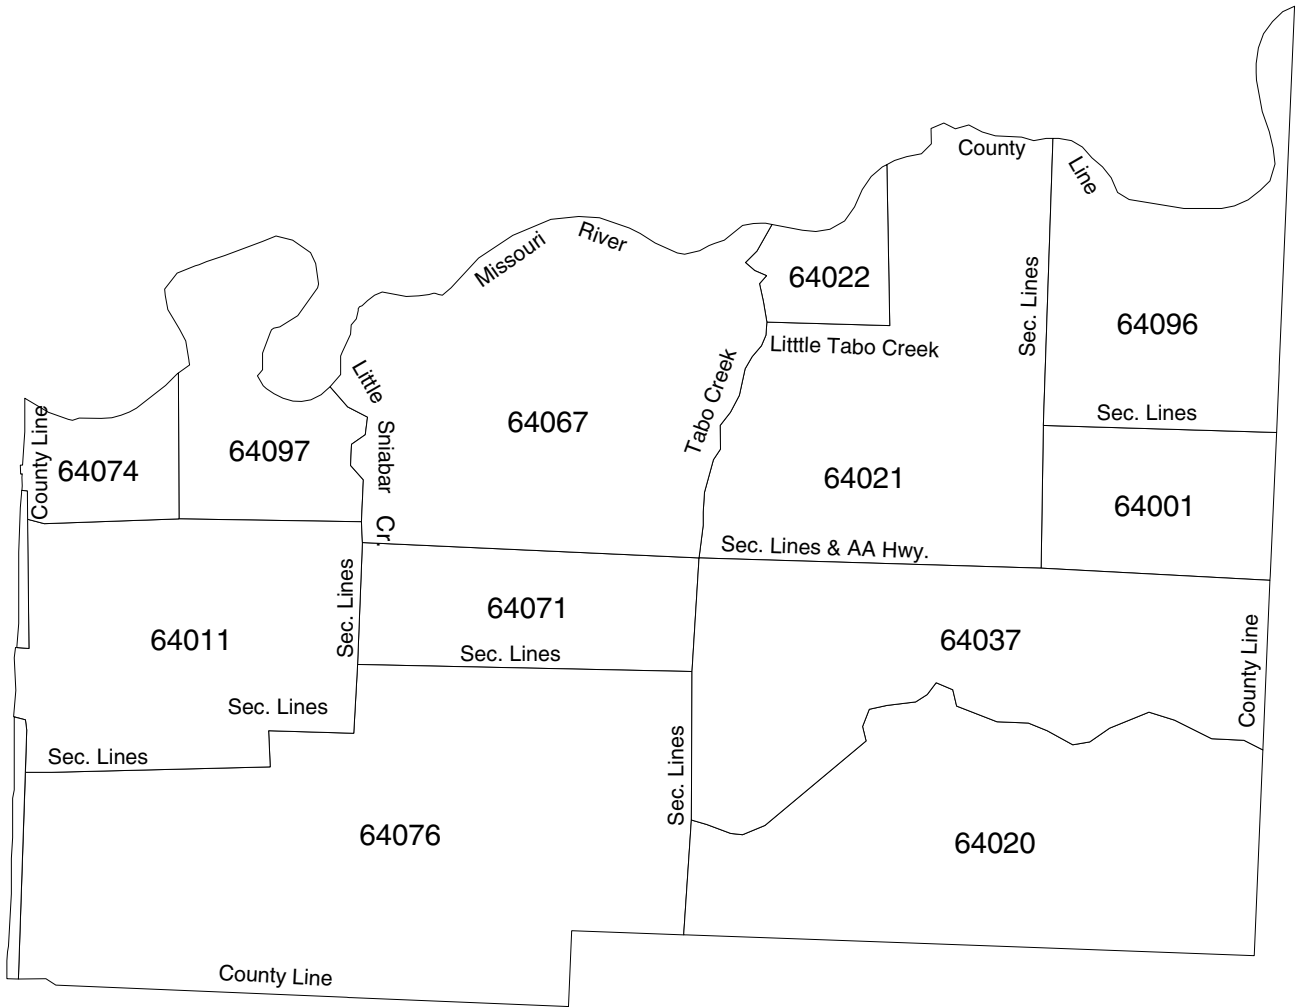 County
Line
Missouri River
64022
Sec. Lines
64096
Litttle Tabo Creek
Little Sniabar Cr.
Tabo Creek
Sec. Lines
County Line
64074
64097
64067
64021
64001
Sec. Lines & AA Hwy.
Sec. Lines
64011
64071
64037
Sec. Lines
County Line
Sec. Lines
Sec. Lines
Sec. Lines
64076
64020
County Line